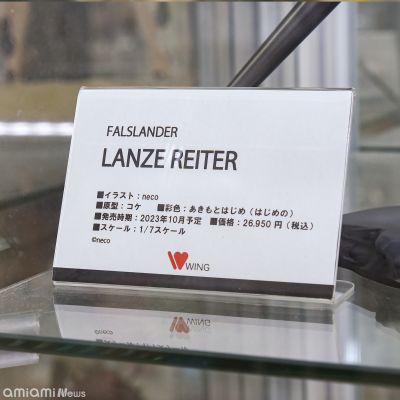 FALSLANDER
LANZE REITER
■イラスト：neco
■原型：コケ　■彩色：あきもとはじめ（はじめの）
■発売時期：2023年10月予定　■価格：26,950円（税込）
■スケール：1/7スケール
©neco
WING
amiami News